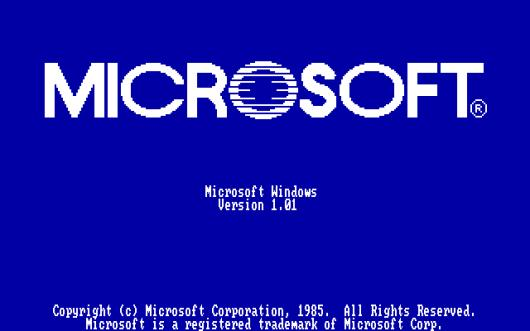 MICROSOFT®
Microsoft Windows
Version 1.01
Copyright (c) Microsoft Corporation, 1985.  All Rights Reserved.
Microsoft is a registered trademark of Microsoft Corp.